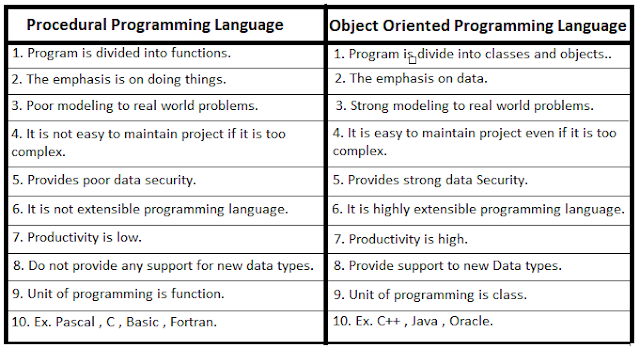 Procedural Programming Language
Object Oriented Programming Language
1. Program is divided into functions.
1. Program is divide into classes and objects..
2. The emphasis is on doing things.
2. The emphasis on data.
3. Poor modeling to real world problems.
3. Strong modeling to real world problems.
4. It is not easy to maintain project if it is too
complex.
4. It is easy to maintain project even if it is too
complex.
5. Provides poor data security.
5. Provides strong data Security.
6. It is not extensible programming language.
6. It is highly extensible programming language.
7. Productivity is low.
7. Productivity is high.
8. Do not provide any support for new data types.
8. Provide support to new Data types.
9. Unit of programming is function.
9. Unit of programming is class.
10. Ex. Pascal , C , Basic , Fortran.
10. Ex. C++ , Java , Oracle.